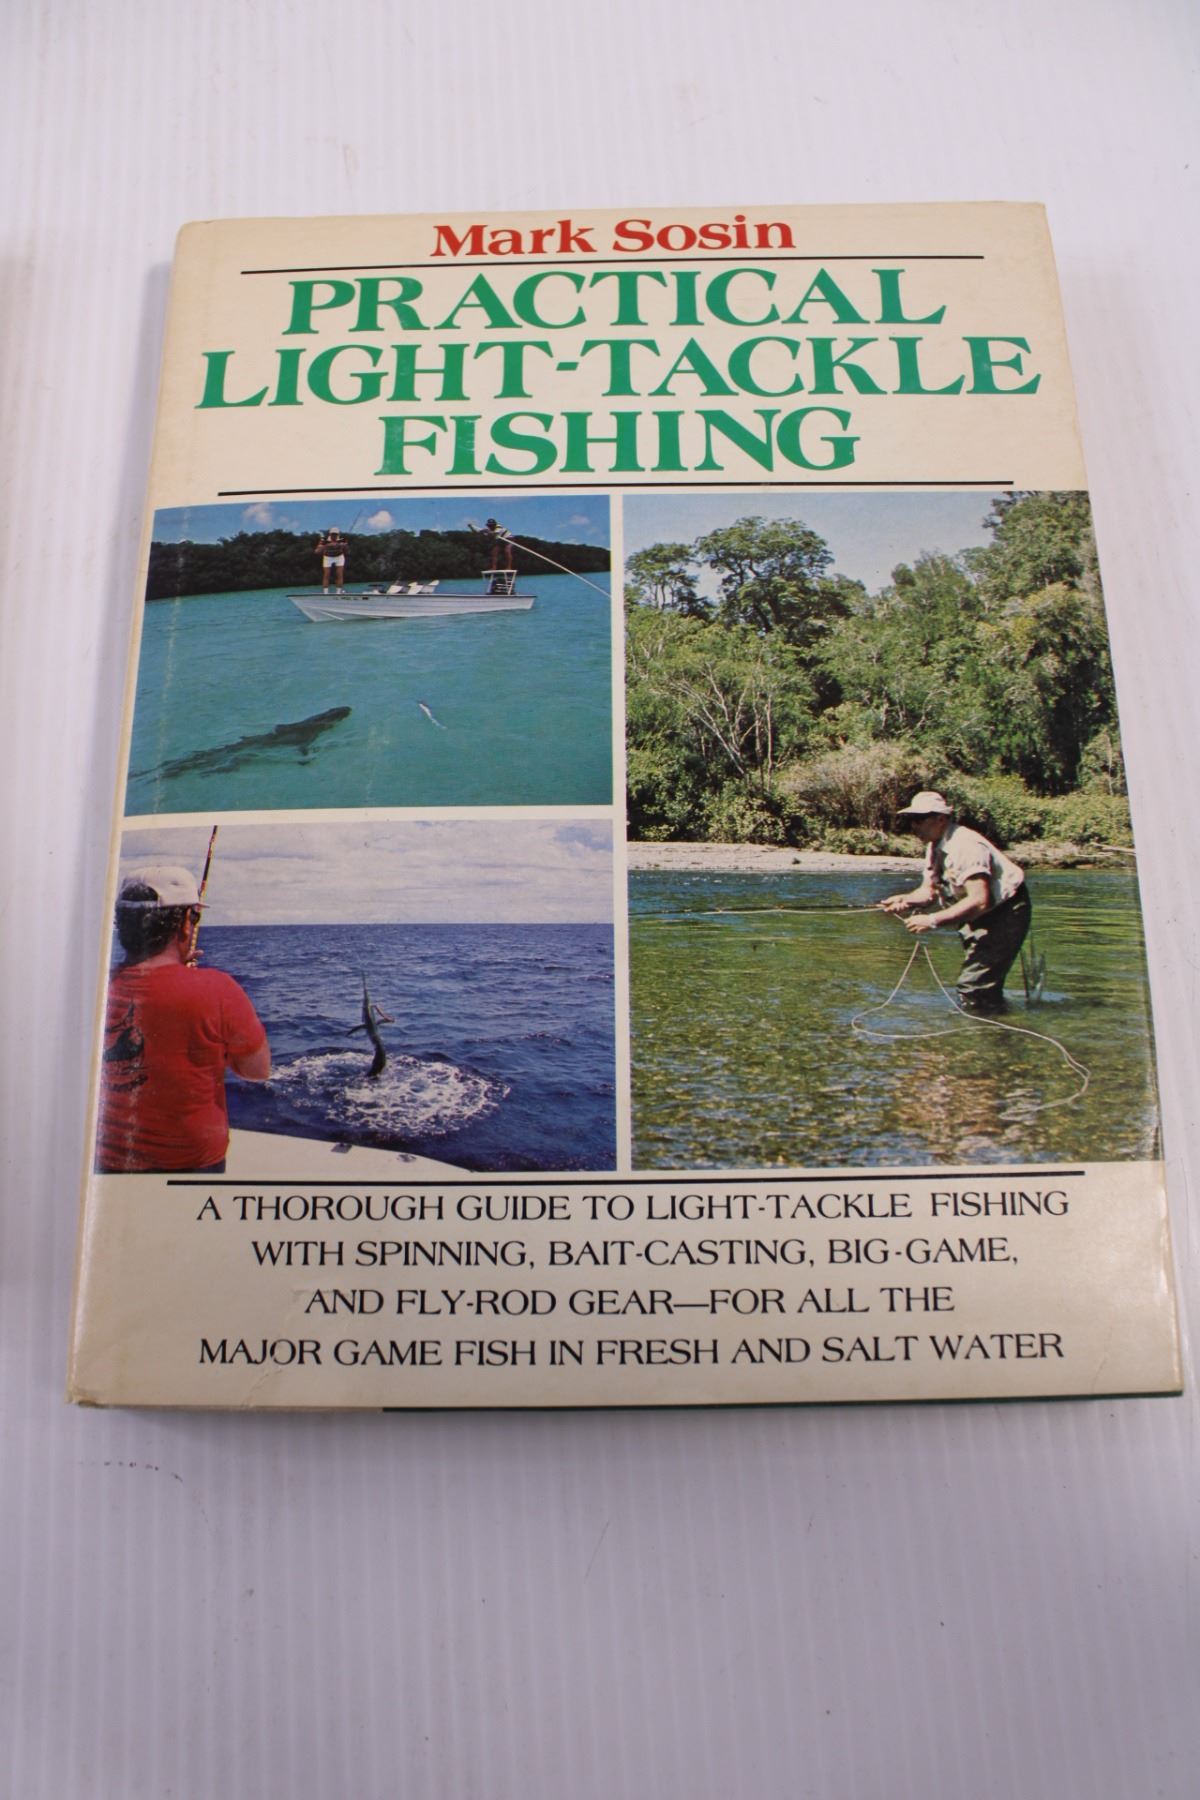 Mark Sosin
PRACTICAL
LIGHT-TACKLE
FISHING
A THOROUGH GUIDE TO LIGHT-TACKLE FISHING
WITH SPINNING, BAIT-CASTING, BIG-GAME,
AND FLY-ROD GEAR—FOR ALL THE
MAJOR GAME FISH IN FRESH AND SALT WATER